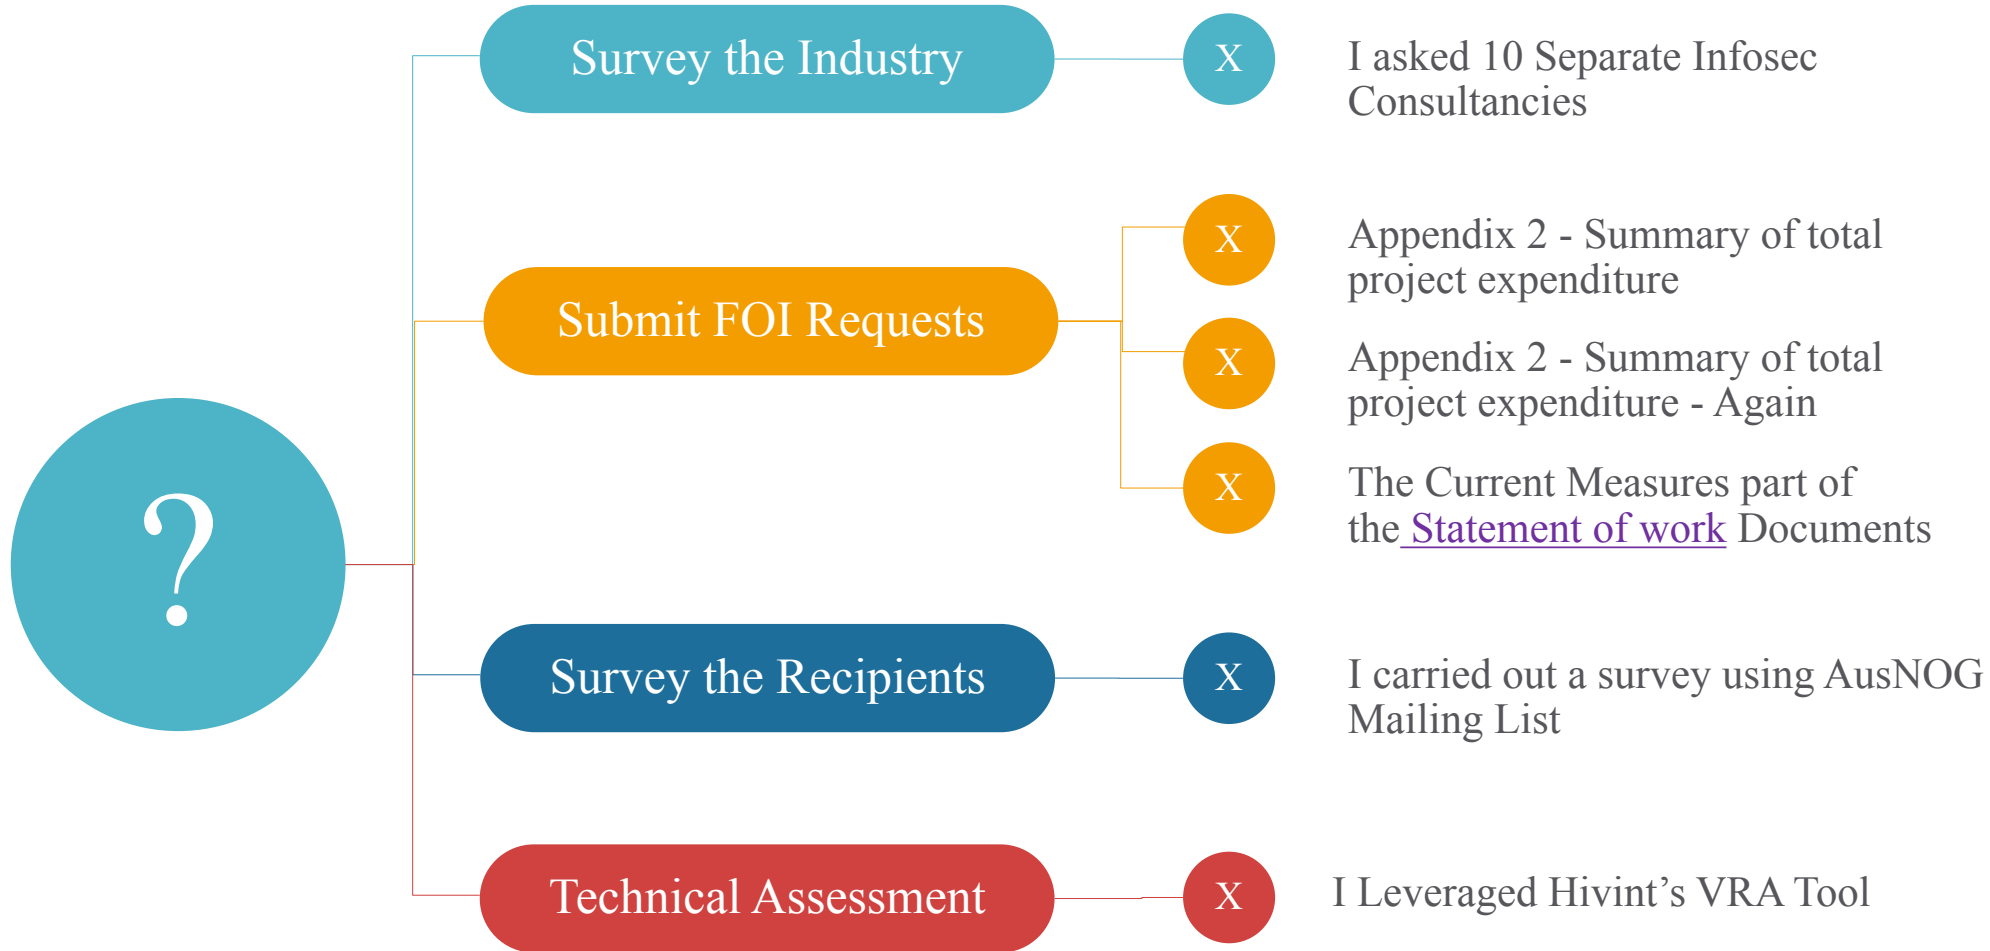 ?
Survey the Industry
X
I asked 10 Separate Infosec
Consultancies
Submit FOI Requests
X
Appendix 2 - Summary of total
project expenditure
X
Appendix 2 - Summary of total
project expenditure - Again
X
The Current Measures part of
the Statement of work Documents
Survey the Recipients
X
I carried out a survey using AusNOG
Mailing List
Technical Assessment
X
I Leveraged Hivint’s VRA Tool